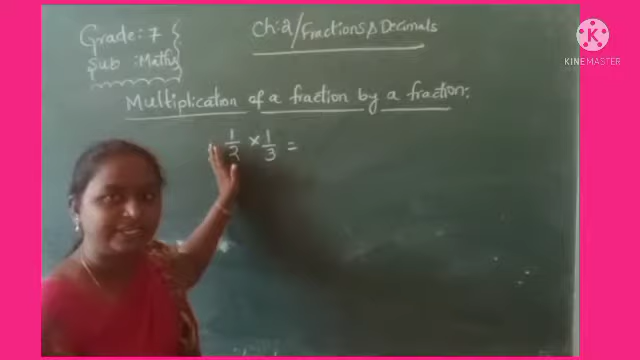 Grade: 7
Sub : Maths
Ch:2/Fractions & Decimals
KINEMASTER
Multiplication of a fraction by a fraction:
1/2 × 1/3 =